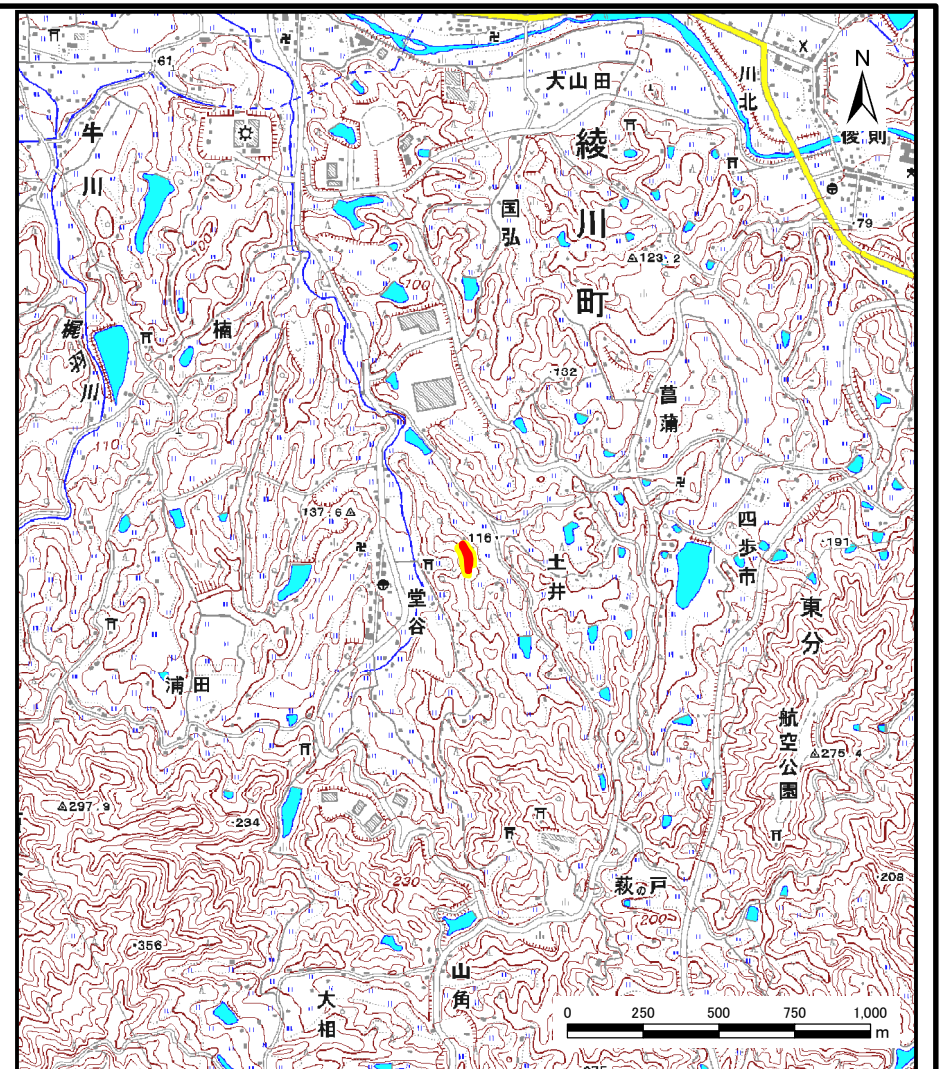 61
大山田
川北
N
牛川
綾川町
国弘
79
123.2
100
楠
梶羽川
132
菖蒲
110
137.6
116
四歩市
191
土井
堂谷
東分
浦田
航空公園
275.4
297.9
234
230
萩の戸
208
200
356
山角
大相
0 250 500 750 1,000
m